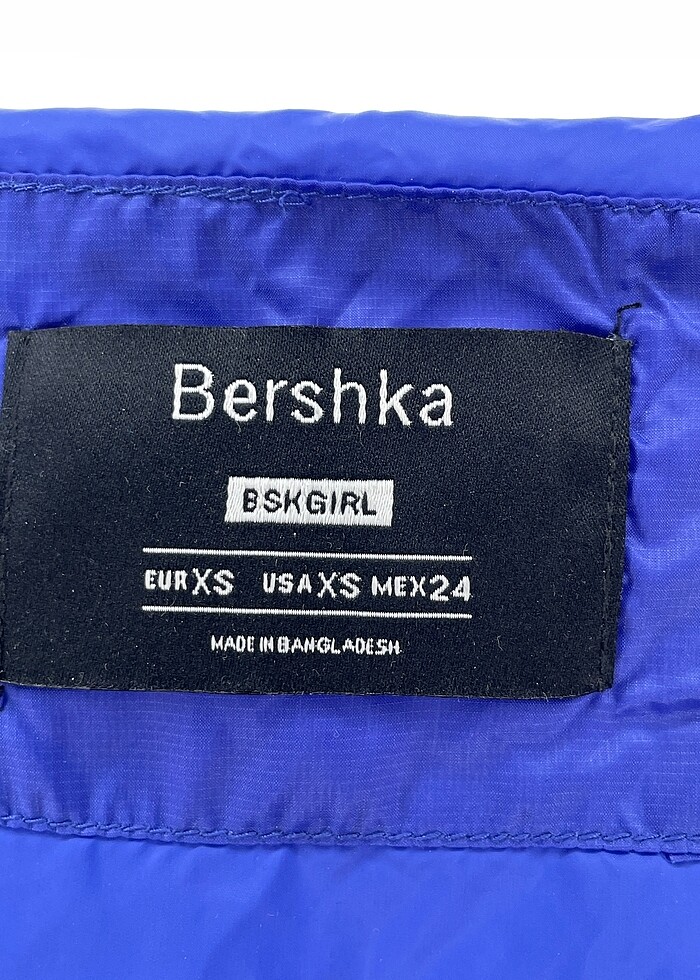 Bershka
BSKGIRL
EUR XS USA XS MEX 24
MADE IN BANGLADESH